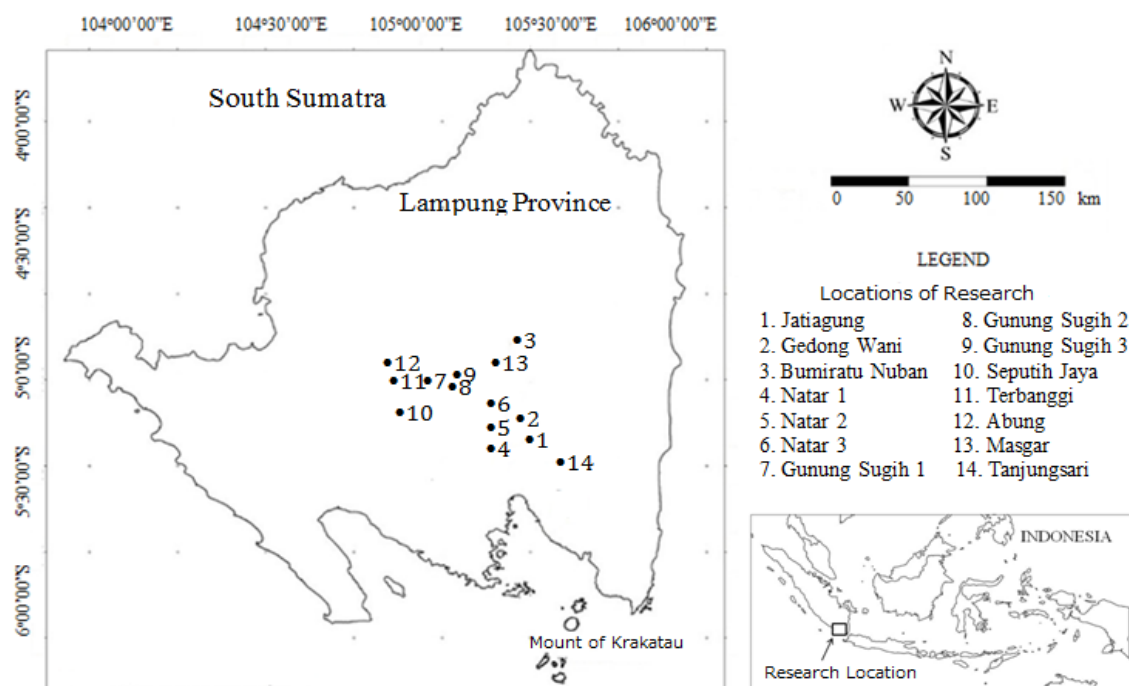 104°00'00"E 104°30'00"E 105°00'00"E 105°30'00"E 106°00'00"E
4°00'00"S
4°30'00"S
5°00'00"S
5°30'00"S
6°00'00"S
South Sumatra
Lampung Province
3
12
13
11
7
9
8
10
6
2
5
1
4
14
Mount of Krakatau
N
W
E
S
0 50 100 150 km
LEGEND
Locations of Research
1. Jatiagung
2. Gedong Wani
3. Bumiratu Nuban
4. Natar 1
5. Natar 2
6. Natar 3
7. Gunung Sugih 1
8. Gunung Sugih 2
9. Gunung Sugih 3
10. Seputih Jaya
11. Terbanggi
12. Abung
13. Masgar
14. Tanjungsari
INDONESIA
Research Location